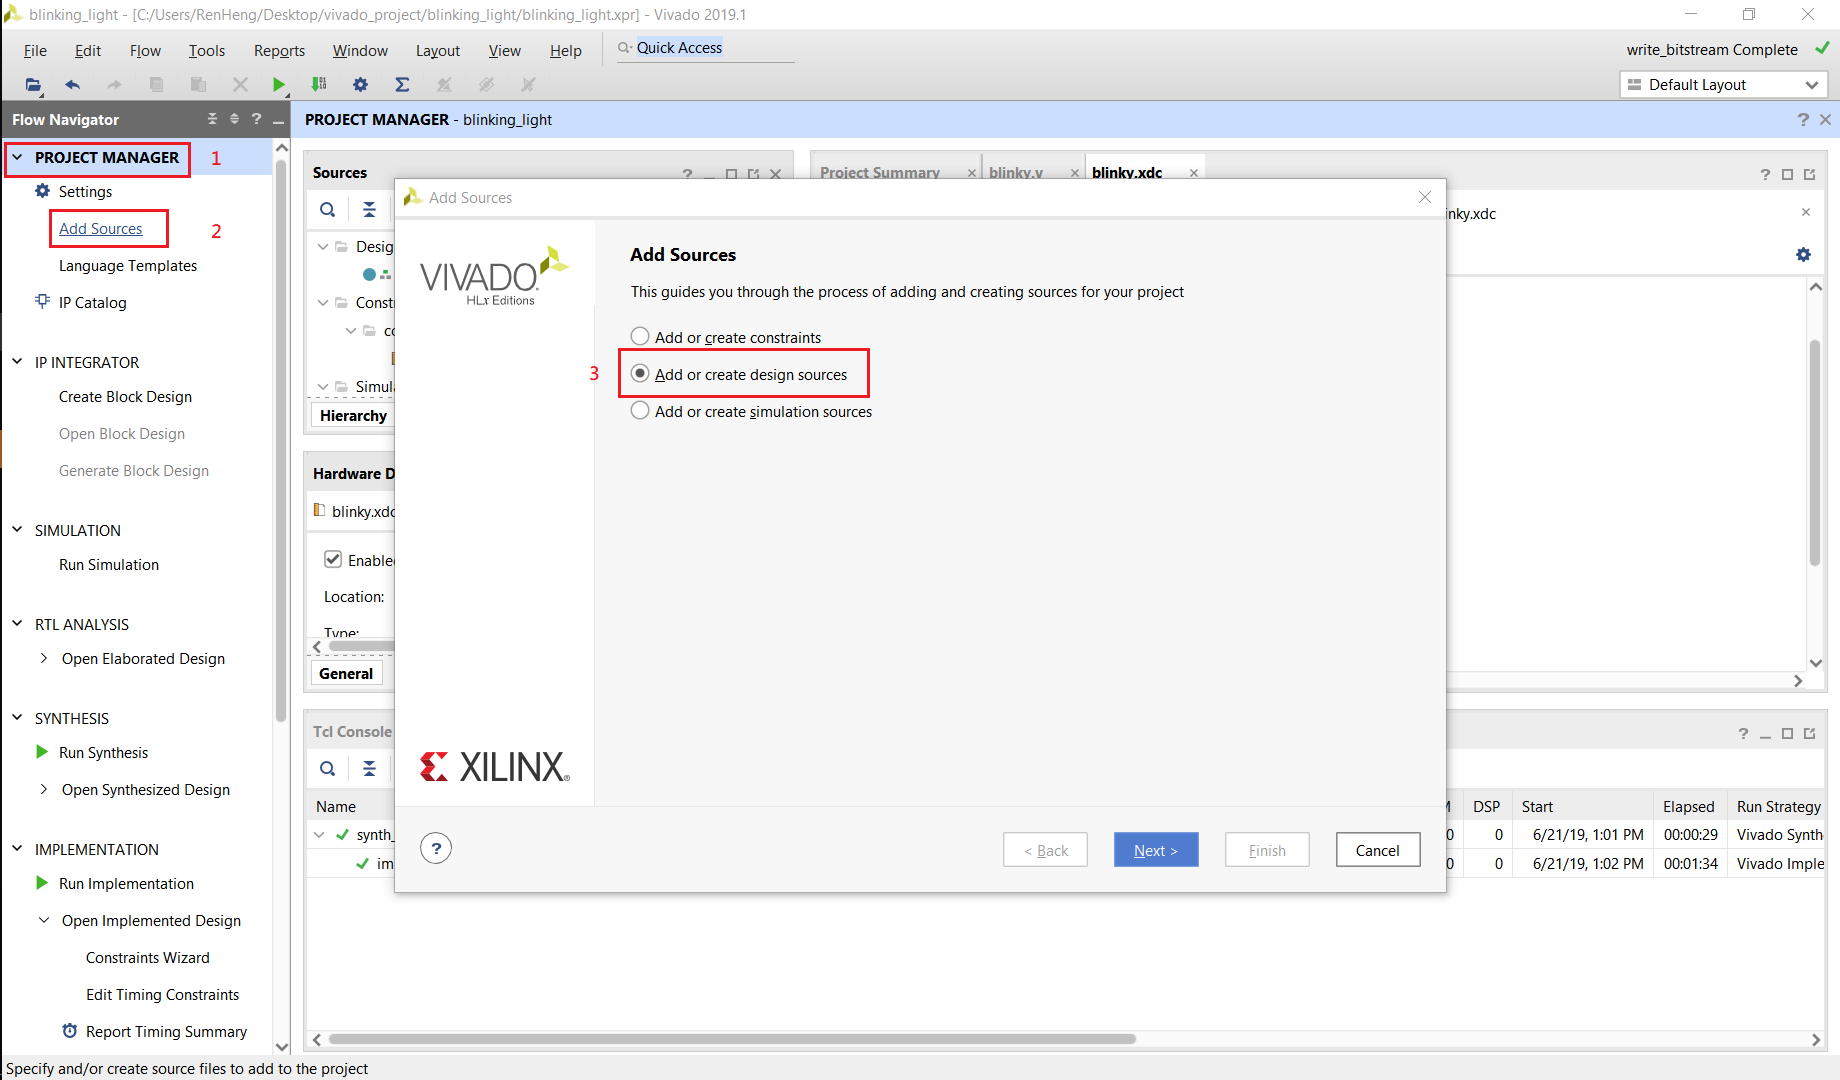 blinking_light - [C:/Users/RenHeng/Desktop/vivado_project/blinking_light/blinking_light.xpr] - Vivado 2019.1
File Edit Flow Tools Reports Window Layout View Help Quick Access
write_bitstream Complete
Default Layout
Flow Navigator
PROJECT MANAGER - blinking_light
PROJECT MANAGER 1
Settings
Add Sources 2
Language Templates
IP Catalog
IP INTEGRATOR
Create Block Design
Open Block Design
Generate Block Design
SIMULATION
Run Simulation
RTL ANALYSIS
Open Elaborated Design
SYNTHESIS
Run Synthesis
Open Synthesized Design
IMPLEMENTATION
Run Implementation
Open Implemented Design
Constraints Wizard
Edit Timing Constraints
Report Timing Summary
Sources
Desig
Const
co
Simul
Hierarchy
Hardware D
blinky.xdc
Enable
Location:
Type:
General
Project Summary blinky.v blinky.xdc
inky.xdc
Add Sources
VIVADO
HLx Editions
XILINX
Add Sources
This guides you through the process of adding and creating sources for your project
Add or create constraints
3 Add or create design sources
Add or create simulation sources
? < Back Next > Finish Cancel
Tcl Console
Name DSP Start Elapsed Run Strategy
synth_ 0 0 6/21/19, 1:01 PM 00:00:29 Vivado Synth
im 0 0 6/21/19, 1:02 PM 00:01:34 Vivado Imple
Specify and/or create source files to add to the project